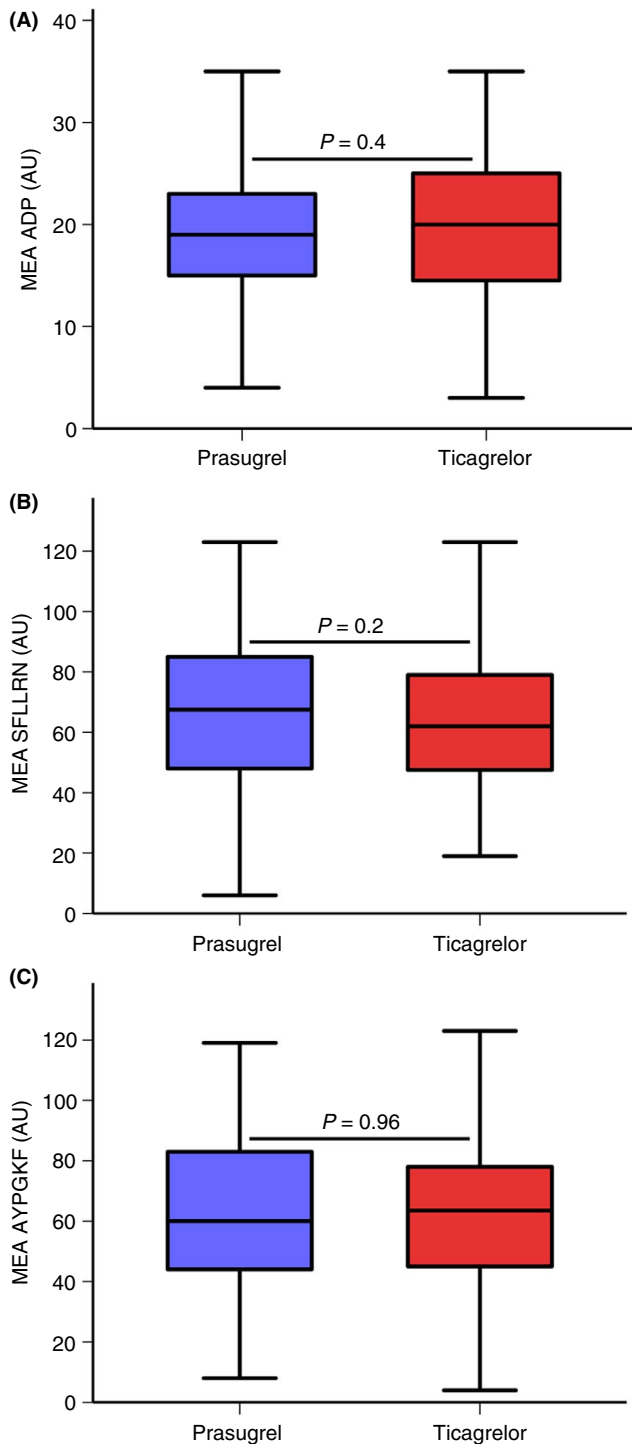 (A)
40
30
20
10
0
MEA ADP (AU)
P = 0.4
Prasugrel
Ticagrelor
(B)
120
100
80
60
40
20
0
MEA SFLLRN (AU)
P = 0.2
Prasugrel
Ticagrelor
(C)
120
100
80
60
40
20
0
MEA AYPGKF (AU)
P = 0.96
Prasugrel
Ticagrelor